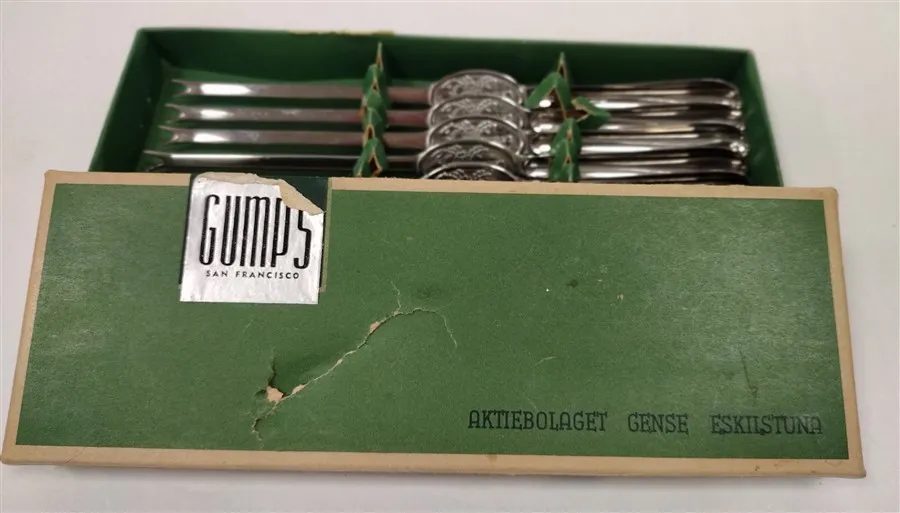 GUMPS
SAN FRANCISCO
AKTIEBOLAGET GENSE ESKILSTUNA